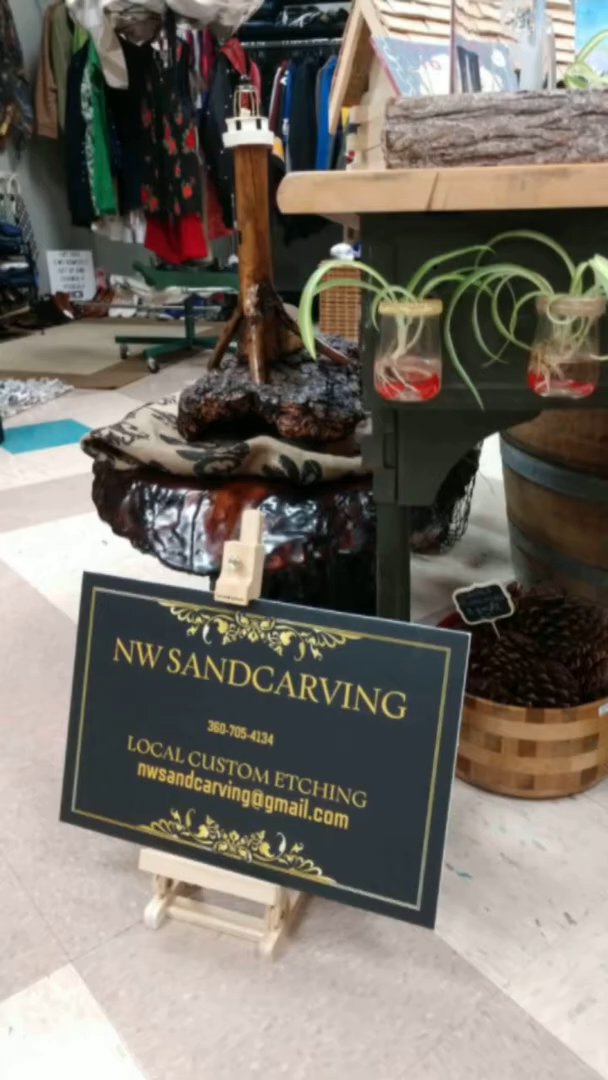 NW SANDCARVING
360-705-4134
LOCAL CUSTOM ETCHING
nwsandcarving@gmail.com